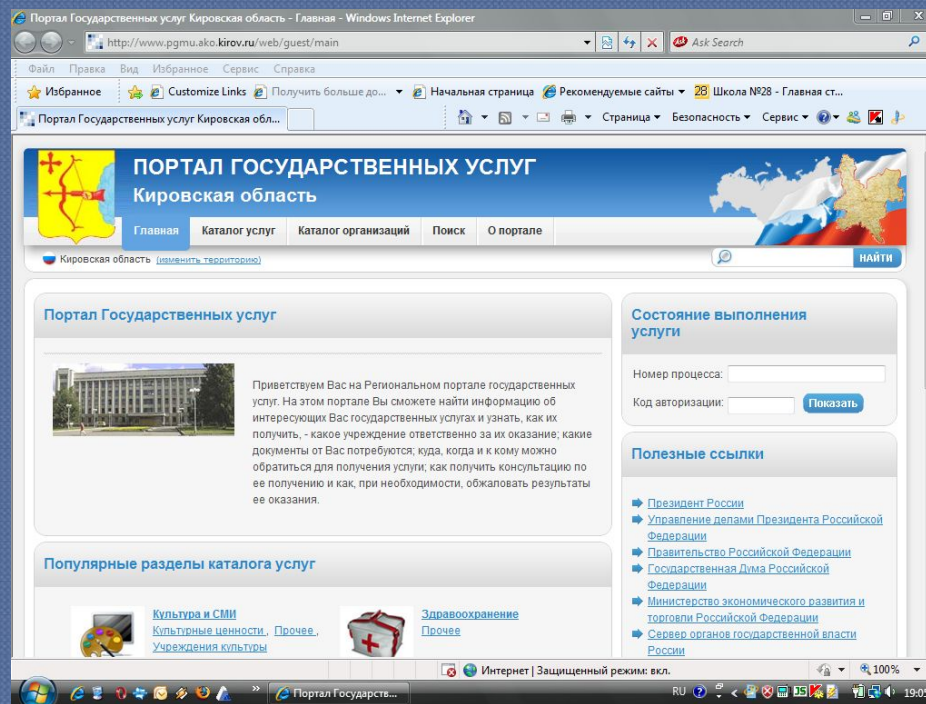 Портал Государственных услуг Кировская область - Главная - Windows Internet Explorer
http://www.pgmu.ako.kirov.ru/web/guest/main
Ask Search
Файл Правка Вид Избранное Сервис Справка
Избранное Customize Links Получить больше до... Начальная страница Рекомендуемые сайты 28 Школа №28 - Главная ст...
Портал Государственных услуг Кировская обл... Страница Безопасность Сервис
ПОРТАЛ ГОСУДАРСТВЕННЫХ УСЛУГ
Кировская область
Главная Каталог услуг Каталог организаций Поиск О портале
Кировская область (изменить территорию) НАЙТИ
Портал Государственных услуг
Приветствуем Вас на Региональном портале государственных
услуг. На этом портале Вы сможете найти информацию об
интересующих Вас государственных услугах и узнать, как их
получить, - какое учреждение ответственно за их оказание; какие
документы от Вас потребуются; куда, когда и к кому можно
обратиться для получения услуги; как получить консультацию по
ее получению и как, при необходимости, обжаловать результаты
ее оказания.
Популярные разделы каталога услуг
Культура и СМИ
Культурные ценности , Прочее ,
Учреждения культуры
Здравоохранение
Прочее
Состояние выполнения
услуги
Номер процесса:
Код авторизации: Показать
Полезные ссылки
Президент России
Управление делами Президента Российской
Федерации
Правительство Российской Федерации
Государственная Дума Российской
Федерации
Министерство экономического развития и
торговли Российской Федерации
Сервер органов государственной власти
России
Интернет | Защищенный режим: вкл. 100%
Портал Государств... RU 19:05